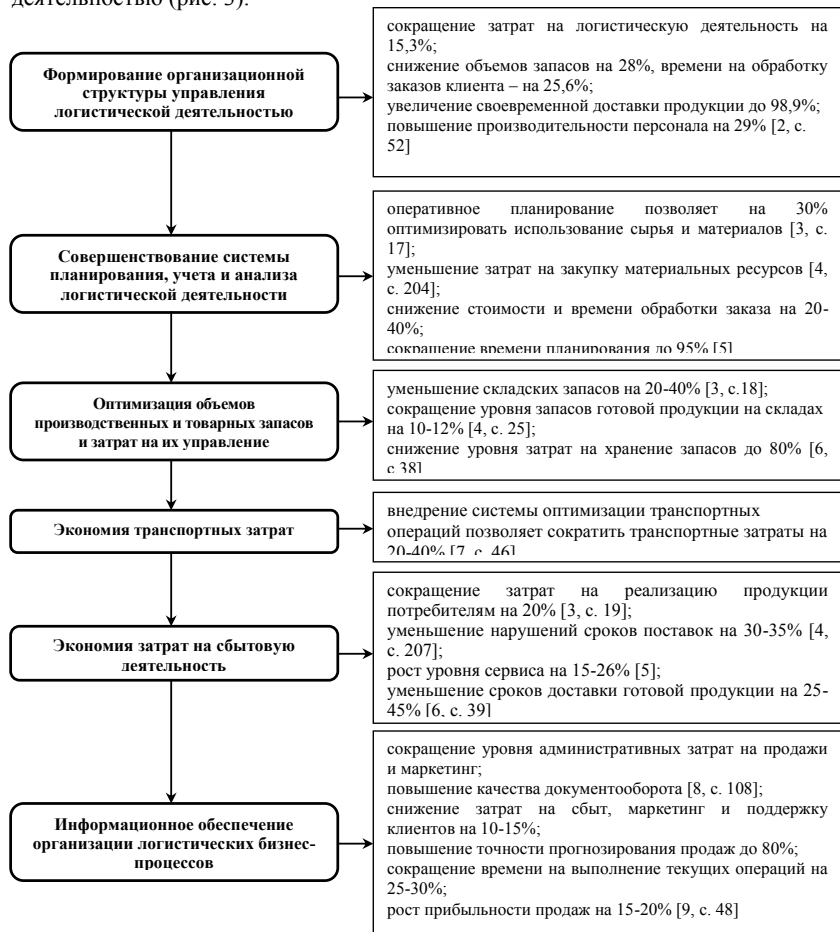 деятельностью (рис. 3).
Формирование организационной
структуры управления
логистической деятельностью
сокращение затрат на логистическую деятельность на
15,3%;
снижение объемов запасов на 28%, времени на обработку
заказов клиента – на 25,6%;
увеличение своевременной доставки продукции до 98,9%;
повышение производительности персонала на 29% [2, с.
52]
Совершенствование системы
планирования, учета и анализа
логистической деятельности
оперативное планирование позволяет на 30%
оптимизировать использование сырья и материалов [3, с.
17];
уменьшение затрат на закупку материальных ресурсов [4,
с. 204];
снижение стоимости и времени обработки заказа на 20-
40%;
сокращение времени планирования до 95% [5]
Оптимизация объемов
производственных и товарных запасов
и затрат на их управление
уменьшение складских запасов на 20-40% [3, с.18];
сокращение уровня запасов готовой продукции на складах
на 10-12% [4, с. 25];
снижение уровня затрат на хранение запасов до 80% [6,
с.38]
Экономия транспортных затрат
внедрение системы оптимизации транспортных
операций позволяет сократить транспортные затраты на
20-40% [7, с. 46]
Экономия затрат на сбытовую
деятельность
сокращение затрат на реализацию продукции
потребителям на 20% [3, с. 19];
уменьшение нарушений сроков поставок на 30-35% [4,
с. 207];
рост уровня сервиса на 15-26% [5];
уменьшение сроков доставки готовой продукции на 25-
45% [6, с. 39]
Информационное обеспечение
организации логистических бизнес-
процессов
сокращение уровня административных затрат на продажи
и маркетинг;
повышение качества документооборота [8, с. 108];
снижение затрат на сбыт, маркетинг и поддержку
клиентов на 10-15%;
повышение точности прогнозирования продаж до 80%;
сокращение времени на выполнение текущих операций на
25-30%;
рост прибыльности продаж на 15-20% [9, с. 48]